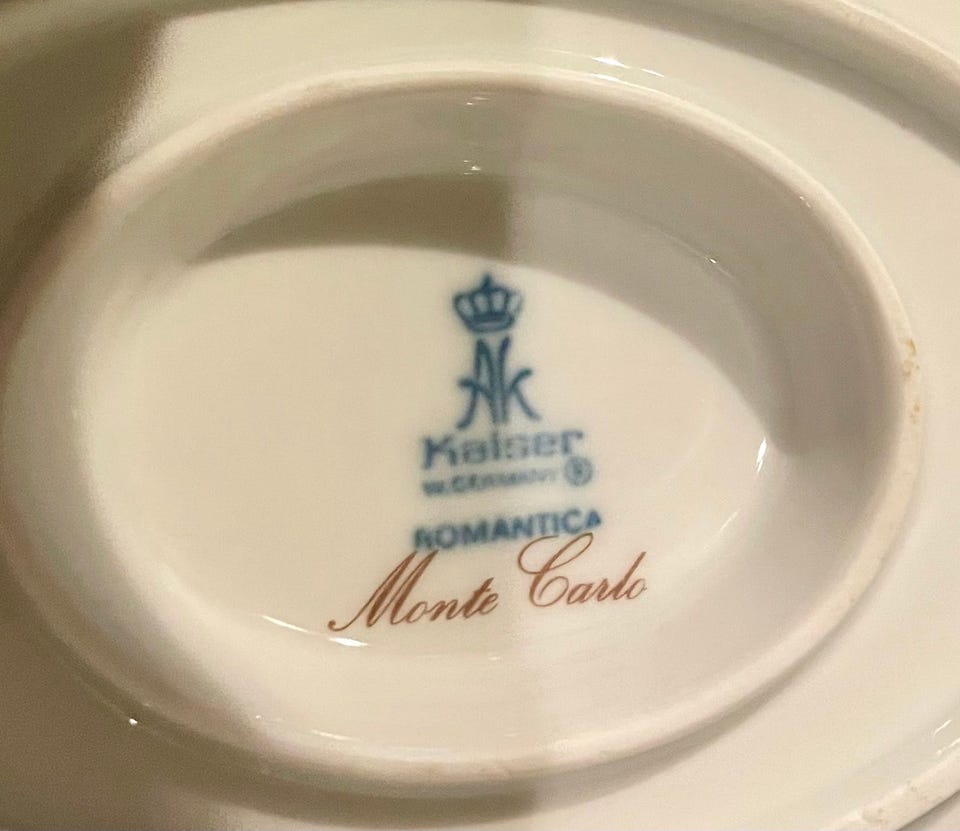 AK
Kaiser
W.GERMANY ®
ROMANTICA
Monte Carlo